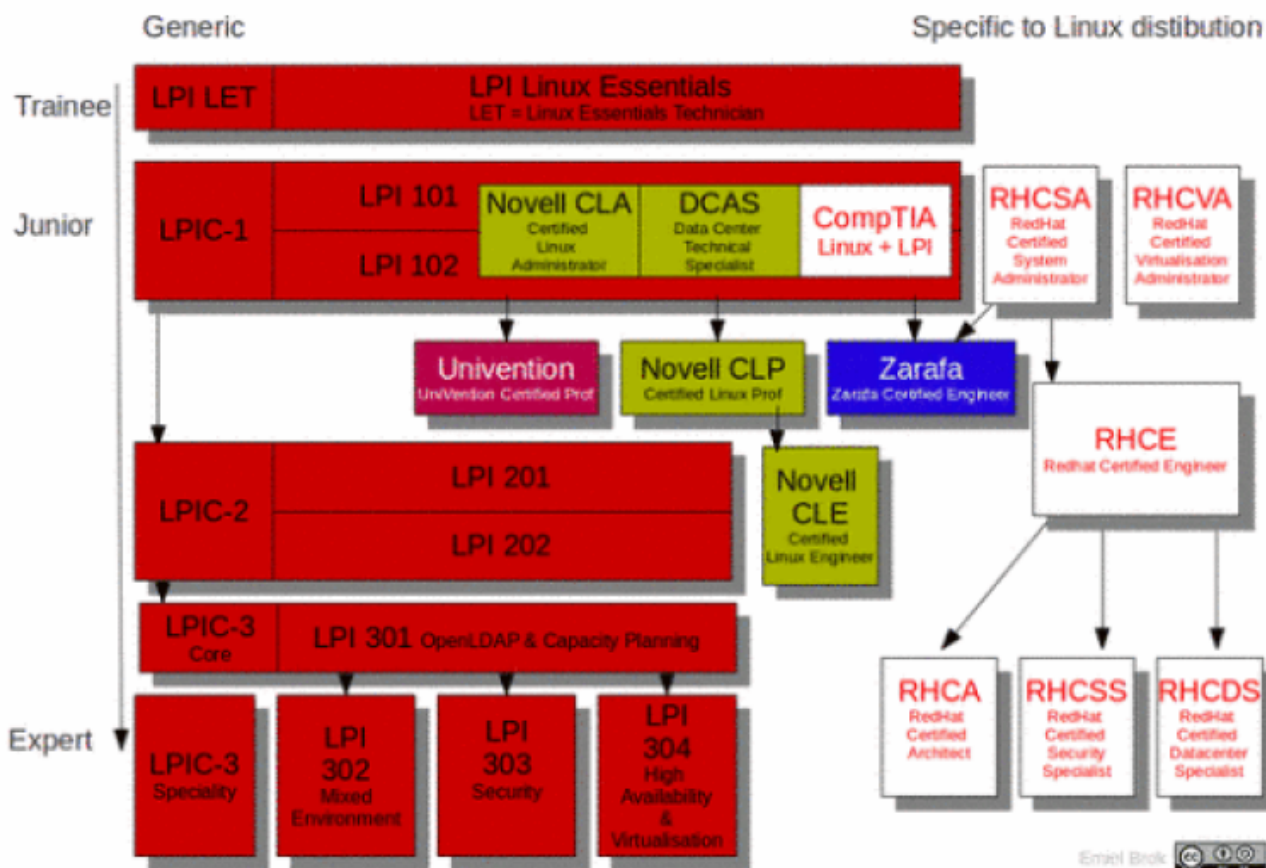 Generic
Specific to Linux distibution
Trainee
LPI LET
LPI Linux Essentials
LET = Linux Essentials Technician
Junior
LPIC-1
LPI 101
LPI 102
Novell CLA
Certified
Linux
Administrator
DCAS
Data Center
Technical
Specialist
CompTIA
Linux + LPI
RHCSA
RedHat
Certified
System
Administrator
RHCVA
RedHat
Certified
Virtualisation
Administrator
Univention
UniVention Certified Prof
Novell CLP
Certified Linux Prof
Zarafa
Zarafa Certified Engineer
RHCE
Redhat Certified Engineer
LPIC-2
LPI 201
LPI 202
Novell
CLE
Certified
Linux Engineer
LPIC-3
Core
LPI 301 OpenLDAP & Capacity Planning
Expert
LPIC-3
Speciality
LPI
302
Mixed
Environment
LPI
303
Security
LPI
304
High
Availability
&
Virtualisation
RHCA
RedHat
Certified
Architect
RHCSS
RedHat
Certified
Security
Specialist
RHCDS
RedHat
Certified
Datacenter
Specialist
Emiel Brok
cc